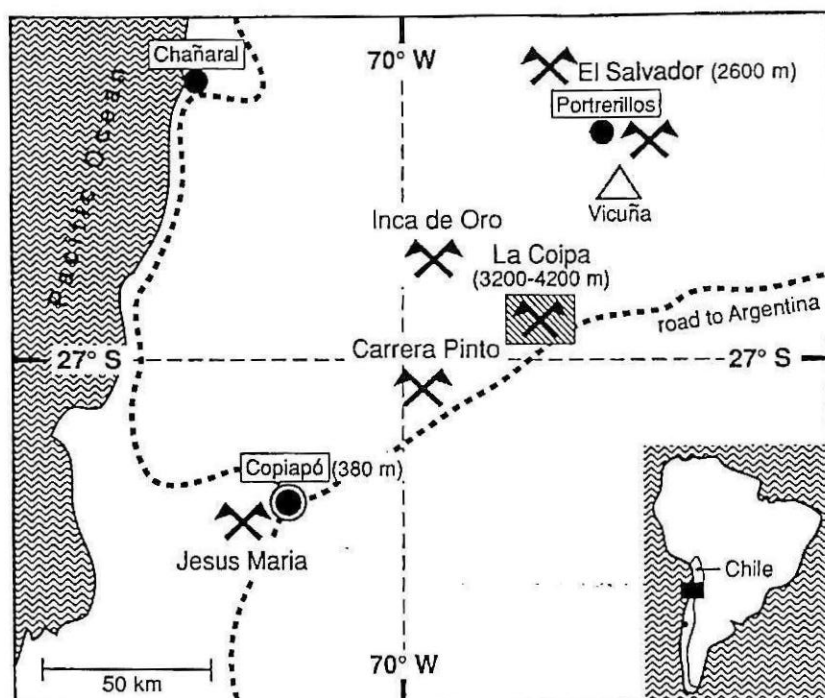 Chañaral
70° W
El Salvador (2600 m)
Portrerillos
Pacific Ocean
Vicuña
Inca de Oro
La Coipa
(3200-4200 m)
road to Argentina
27° S
Carrera Pinto
27° S
Copiapó (380 m)
Jesus Maria
Chile
70° W
50 km